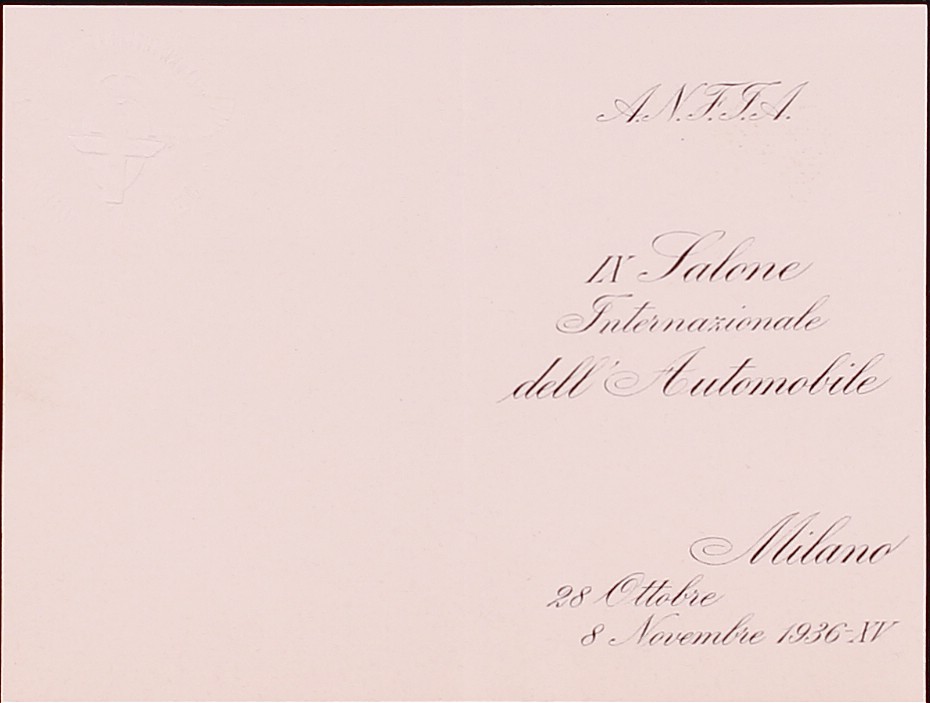 A.N.F.I.A.
IX Salone
Internazionale
dell'Automobile
Milano
28 Ottobre
8 Novembre 1936-XV